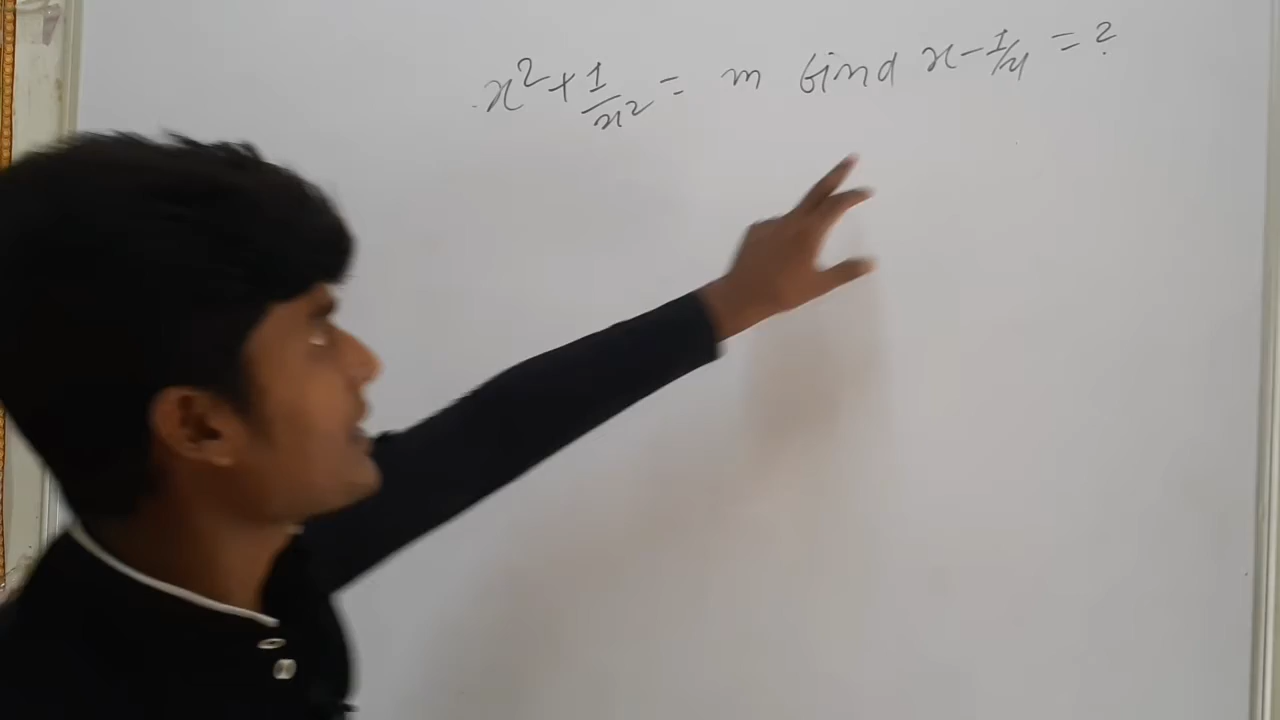 x² + 1/x² = m find x - 1/x = ?